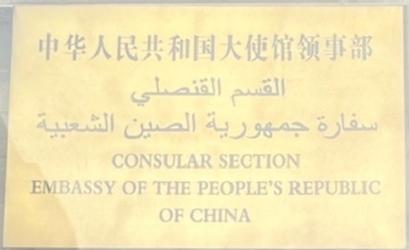 中华人民共和国大使馆领事部
القسم القنصلي
سفارة جمهورية الصين الشعبية
CONSULAR SECTION
EMBASSY OF THE PEOPLE'S REPUBLIC
OF CHINA